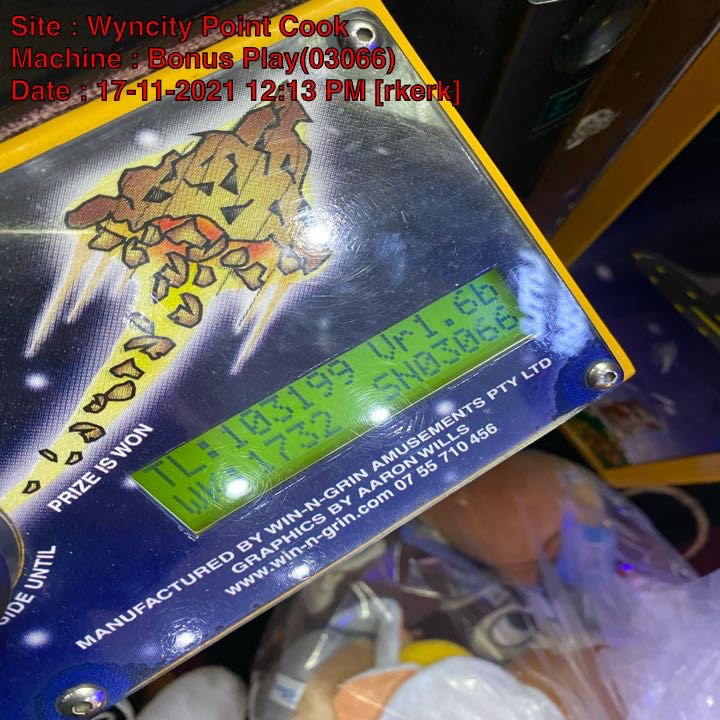 Site : Wyncity Point Cook
Machine : Bonus Play(03066)
Date : 17-11-2021 12:13 PM [rkerk]
TL:103199 Vr1.6b
1732 SN03066
PRIZE IS WON
UNTIL
MANUFACTURED BY WIN-N-GRIN AMUSEMENTS PTY LTD
GRAPHICS BY AARON WILLS
www.win-n-grin.com 07 55 710 456